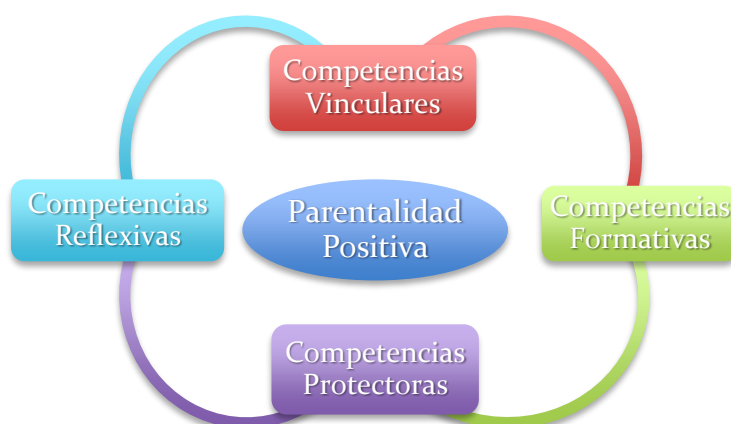 Competencias
Vinculares
Competencias
Reflexivas
Parentalidad
Positiva
Competencias
Formativas
Competencias
Protectoras